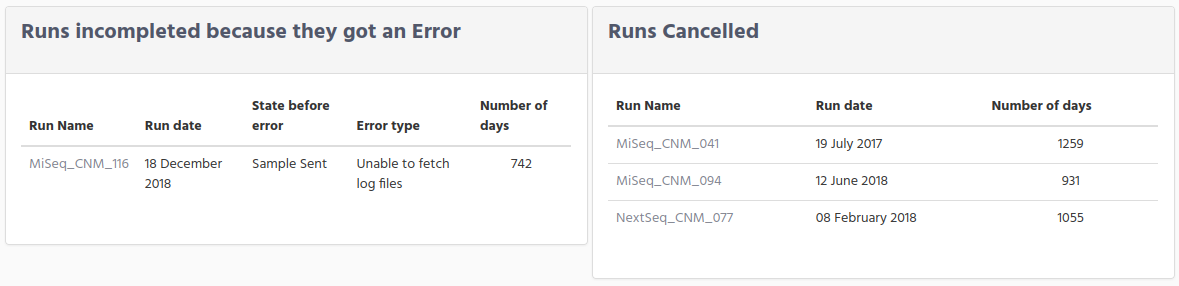 Runs incompleted because they got an Error
Run Name Run date State before error Error type Number of days
MiSeq_CNM_116 18 December 2018 Sample Sent Unable to fetch log files 742
Runs Cancelled
Run Name Run date Number of days
MiSeq_CNM_041 19 July 2017 1259
MiSeq_CNM_094 12 June 2018 931
NextSeq_CNM_077 08 February 2018 1055